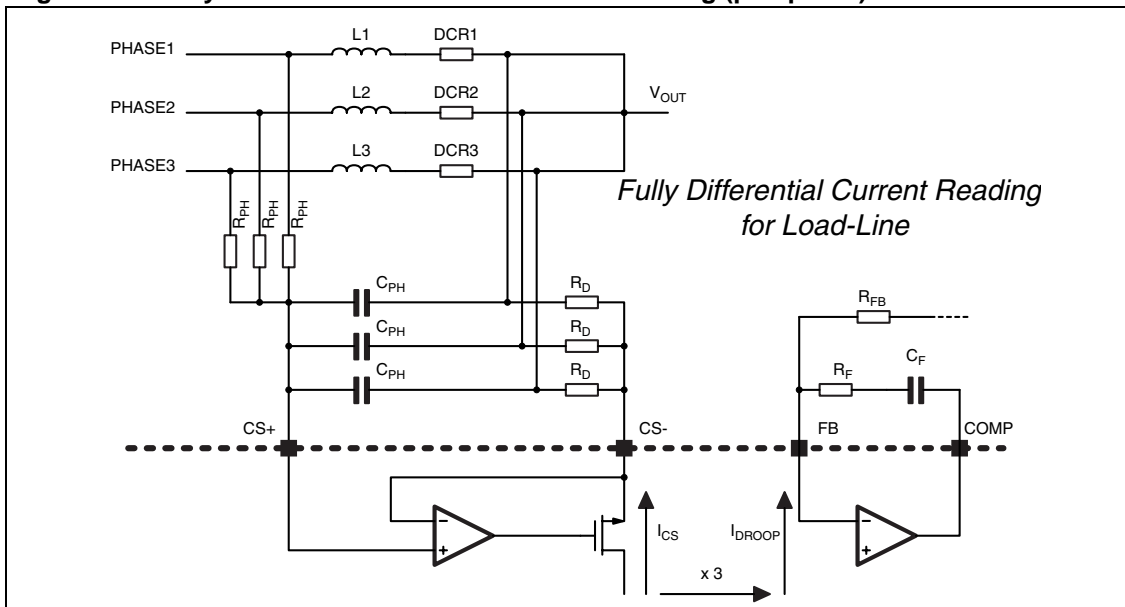 PHASE1
L1
DCR1
PHASE2
L2
DCR2
VOUT
PHASE3
L3
DCR3
Fully Differential Current Reading
for Load-Line
RPH
RPH
RPH
CPH
RD
CPH
RD
CPH
RD
RFB
RF
CF
CS+
CS-
FB
COMP
-
+
ICS
IDROOP
x 3
-
+